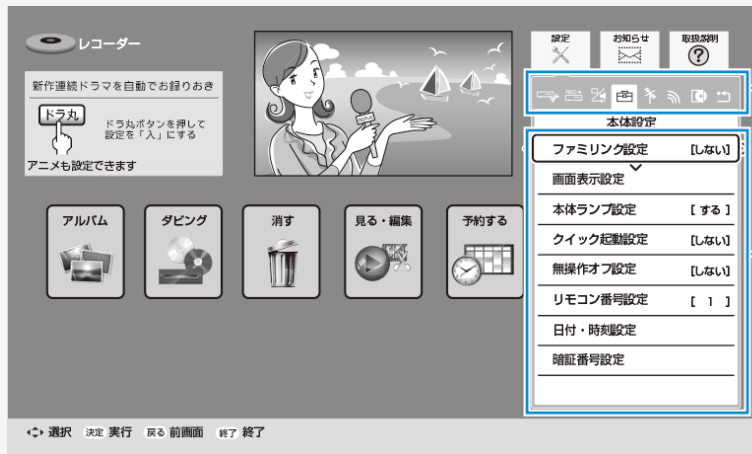 レコーダー
設定
お知らせ
取扱説明
新作連続ドラマを自動でお録りおき
ドラ丸
ドラ丸ボタンを押して
設定を「入」にする
アニメも設定できます
本体設定
ファミリンク設定 [しない]
画面表示設定
本体ランプ設定 [ する ]
クイック起動設定 [しない]
無操作オフ設定 [しない]
リモコン番号設定 [ 1 ]
日付・時刻設定
暗証番号設定
アルバム
ダビング
消す
見る・編集
予約する
選択 決定 実行 戻る 前画面 終了 終了